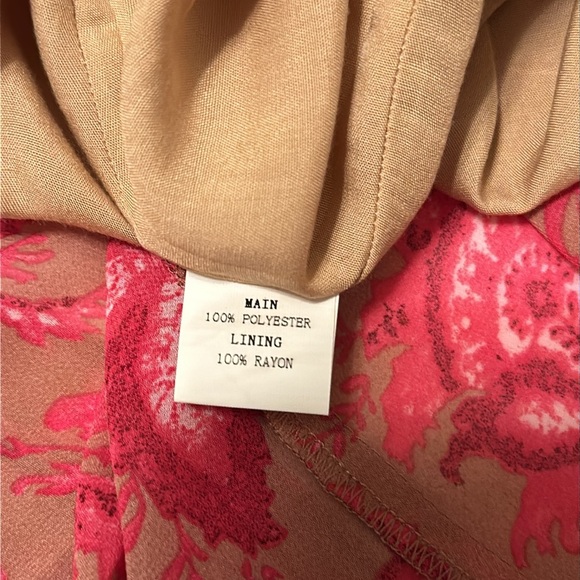 MAIN
100% POLYESTER
LINING
100% RAYON